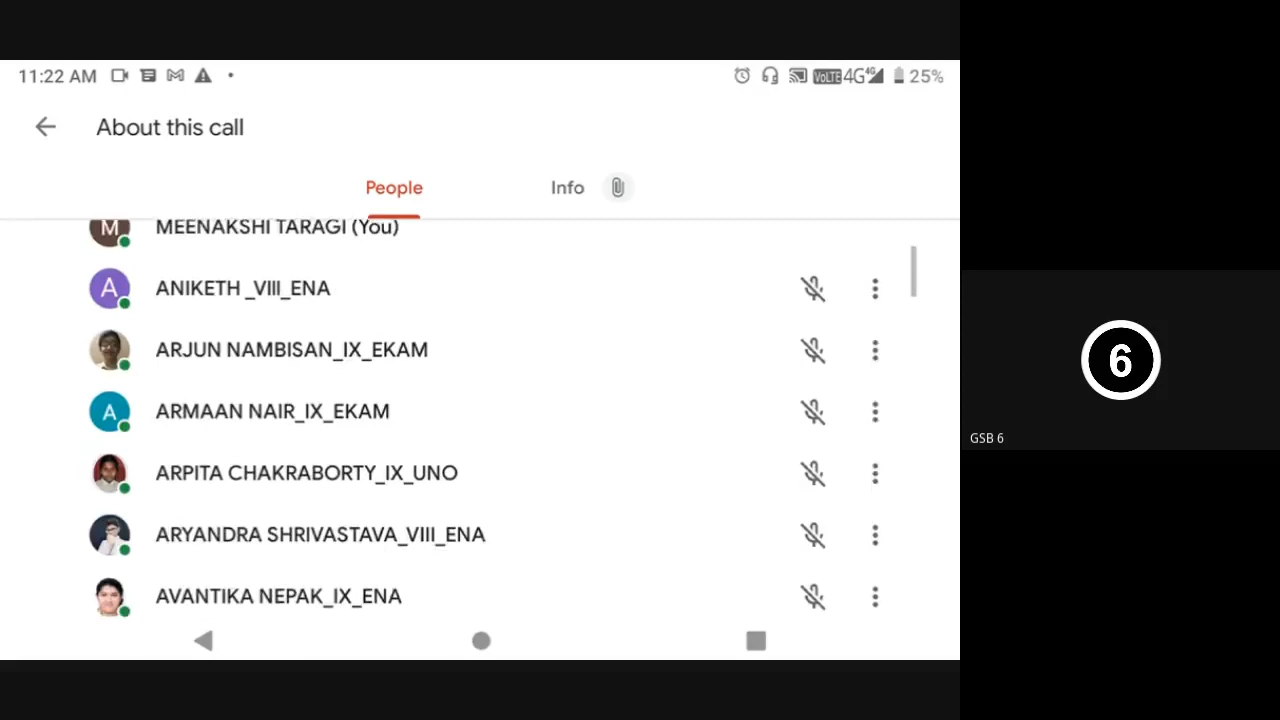 11:22 AM
VoLTE 4G 4G 25%
About this call
People
Info
M MEENAKSHI TARAGI (You)
A ANIKETH _VIII_ENA
ARJUN NAMBISAN_IX_EKAM
A ARMAAN NAIR_IX_EKAM
ARPITA CHAKRABORTY_IX_UNO
ARYANDRA SHRIVASTAVA_VIII_ENA
AVANTIKA NEPAK_IX_ENA
6
GSB 6